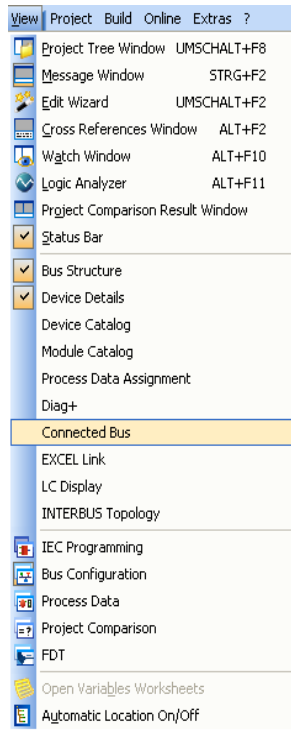 View Project Build Online Extras ?
Project Tree Window UMSCHALT+F8
Message Window STRG+F2
Edit Wizard UMSCHALT+F2
Cross References Window ALT+F2
Watch Window ALT+F10
Logic Analyzer ALT+F11
Project Comparison Result Window
Status Bar
Bus Structure
Device Details
Device Catalog
Module Catalog
Process Data Assignment
Diag+
Connected Bus
EXCEL Link
LC Display
INTERBUS Topology
IEC Programming
Bus Configuration
Process Data
Project Comparison
FDT
Open Variables Worksheets
Automatic Location On/Off